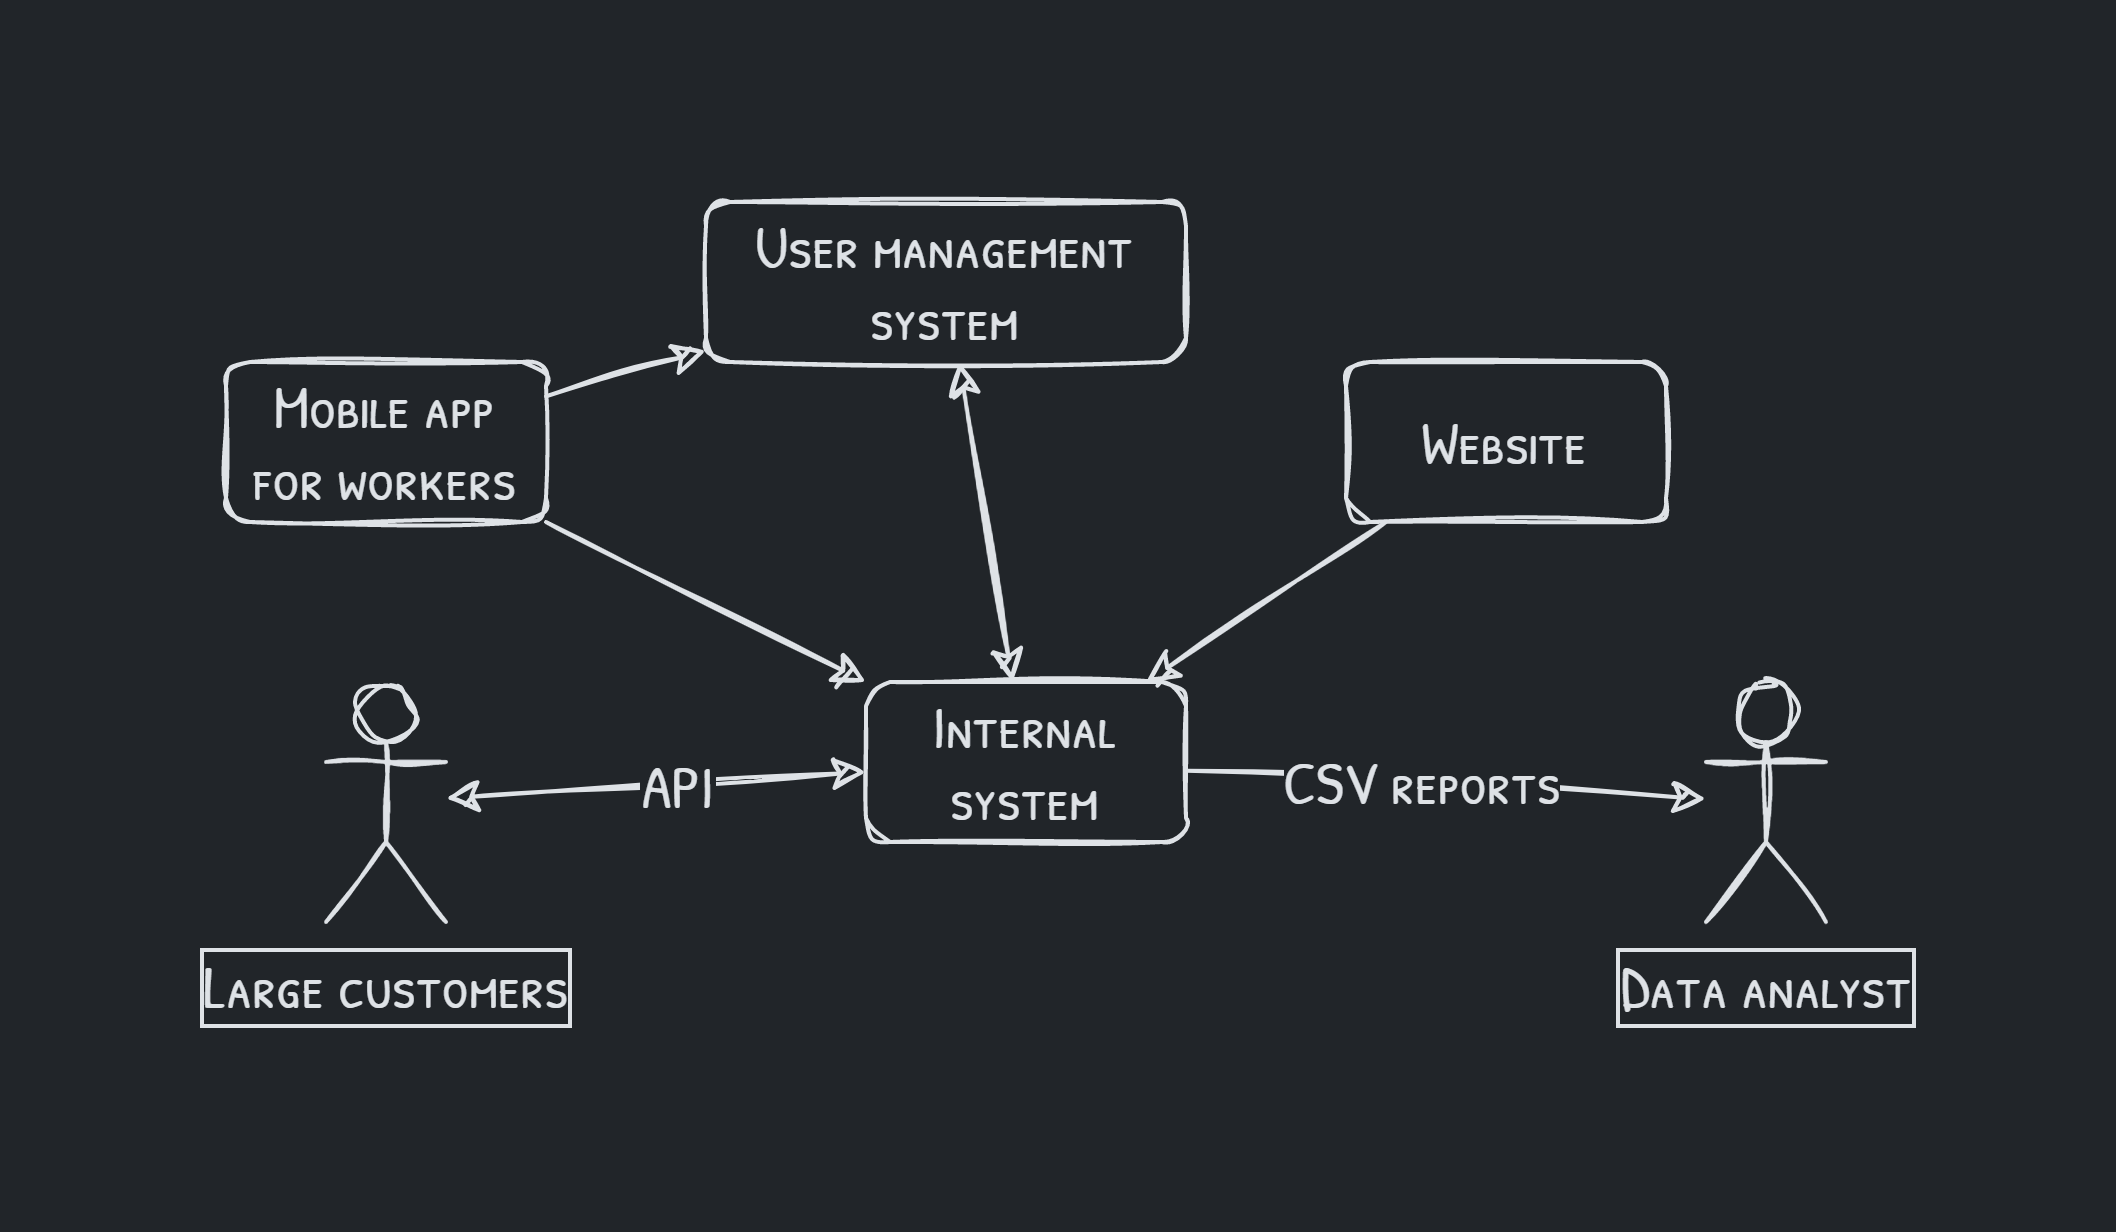 User management
system
Mobile app
for workers
Website
Internal
system
API
CSV reports
Large customers
Data analyst